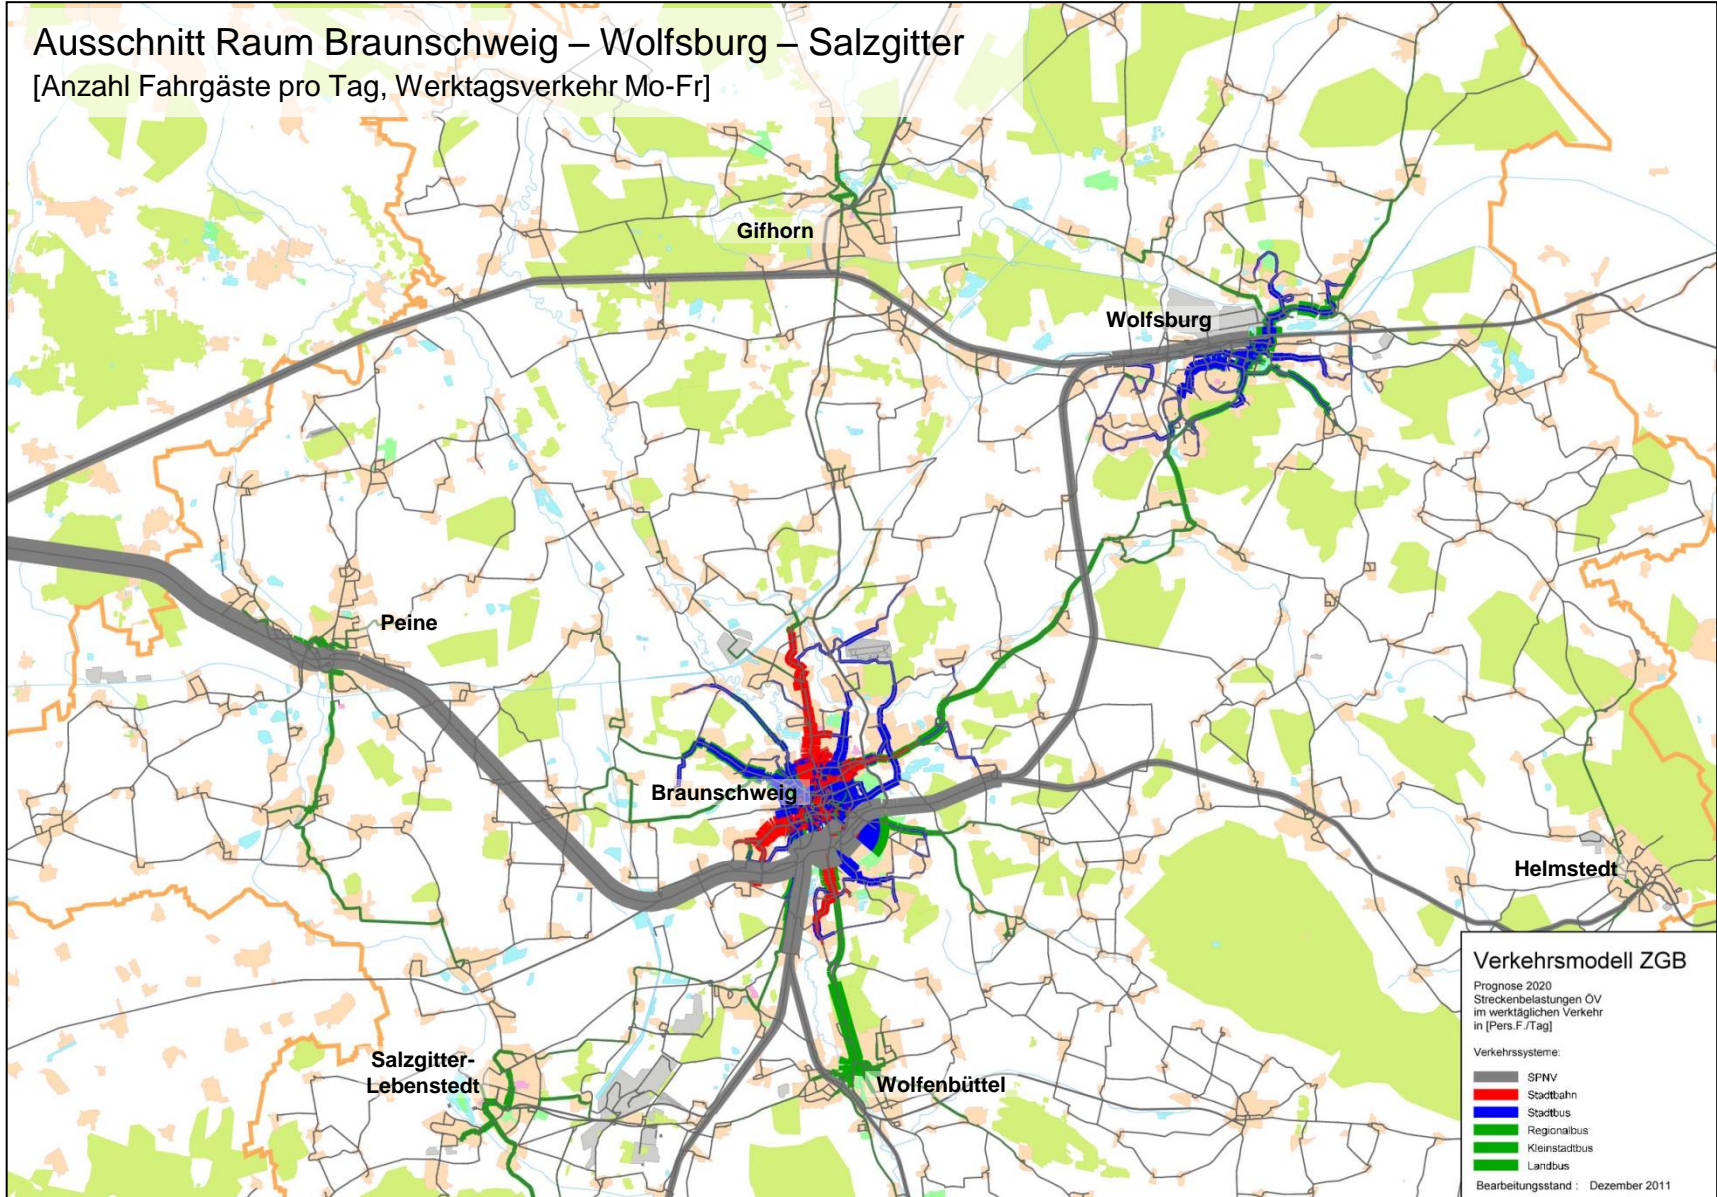 Ausschnitt Raum Braunschweig – Wolfsburg – Salzgitter
[Anzahl Fahrgäste pro Tag, Werktagsverkehr Mo-Fr]
Gifhorn
Wolfsburg
Peine
Braunschweig
Helmstedt
Salzgitter-
Lebenstedt
Wolfenbüttel
Verkehrsmodell ZGB
Prognose 2020
Streckenbelastungen ÖV
im werktäglichen Verkehr
in [Pers.F./Tag]
Verkehrssysteme:
SPNV
Stadtbahn
Stadtbus
Regionalbus
Kleinstadtbus
Landbus
Bearbeitungsstand : Dezember 2011